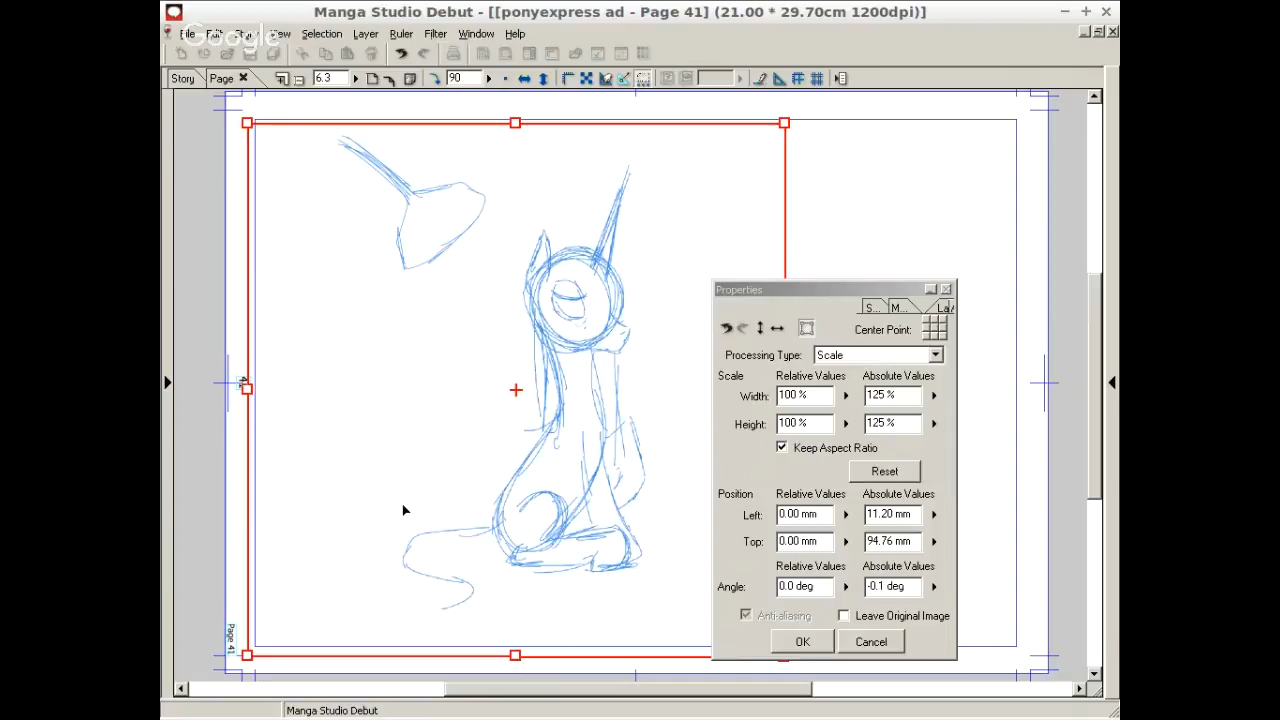 Manga Studio Debut - [[ponyexpress ad - Page 41] (21.00 * 29.70cm 1200dpi)]
Google
File Edit Story View Selection Layer Ruler Filter Window Help
Story Page 6.3 90
Properties
S... M... La
Center Point:
Processing Type: Scale
Scale Relative Values Absolute Values
Width: 100 % 125 %
Height: 100 % 125 %
Keep Aspect Ratio
Reset
Position Relative Values Absolute Values
Left: 0.00 mm 11.20 mm
Top: 0.00 mm 94.76 mm
Relative Values Absolute Values
Angle: 0.0 deg -0.1 deg
Anti-aliasing Leave Original Image
OK Cancel
Page 41
Manga Studio Debut